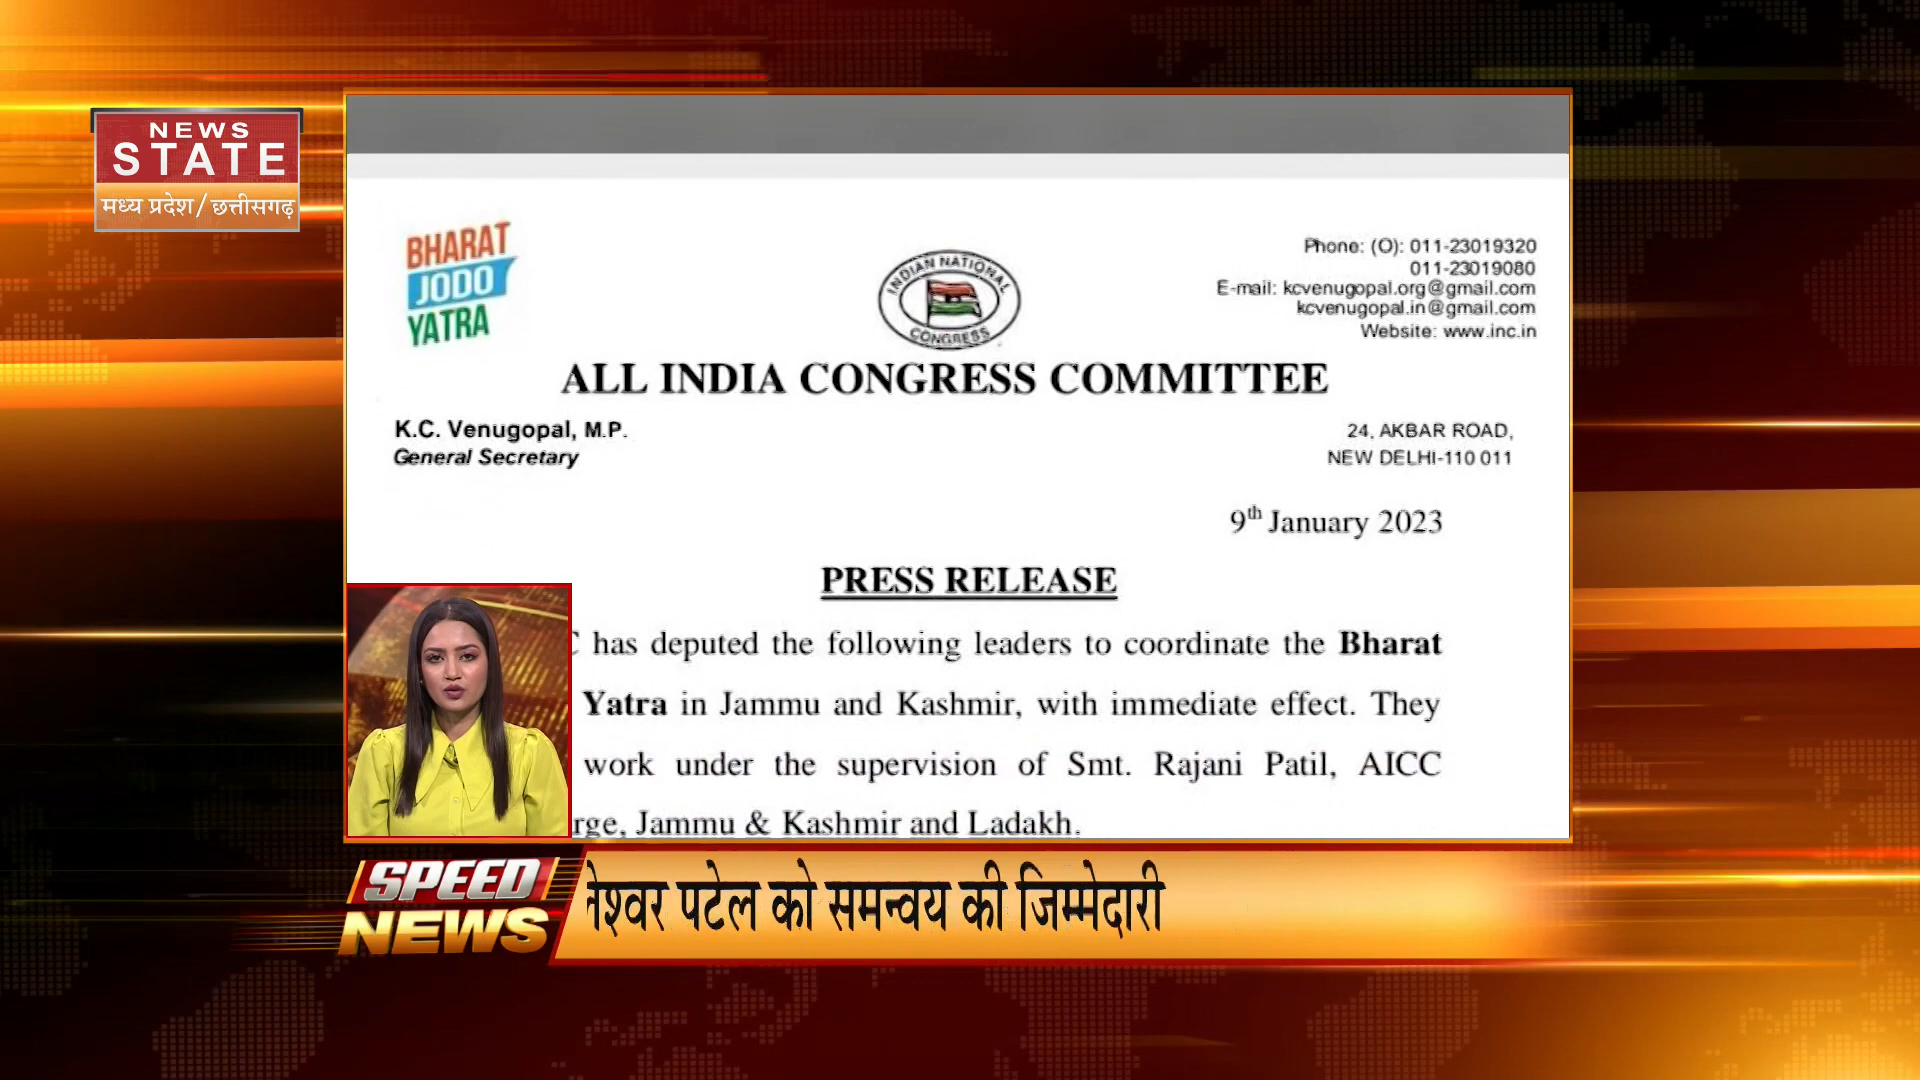 NEWS
STATE
मध्य प्रदेश/छत्तीसगढ़
BHARAT
JODO
YATRA
INDIAN NATIONAL
CONGRESS
Phone: (O): 011-23019320
011-23019080
E-mail: kcvenugopal.org@gmail.com
kcvenugopal.in@gmail.com
Website: www.inc.in
ALL INDIA CONGRESS COMMITTEE
K.C. Venugopal, M.P.
General Secretary
24, AKBAR ROAD,
NEW DELHI-110 011
9th January 2023
PRESS RELEASE
has deputed the following leaders to coordinate the Bharat
Yatra in Jammu and Kashmir, with immediate effect. They
work under the supervision of Smt. Rajani Patil, AICC
Jammu & Kashmir and Ladakh.
SPEED
NEWS
पटेल को समन्वय की जिम्मेदारी